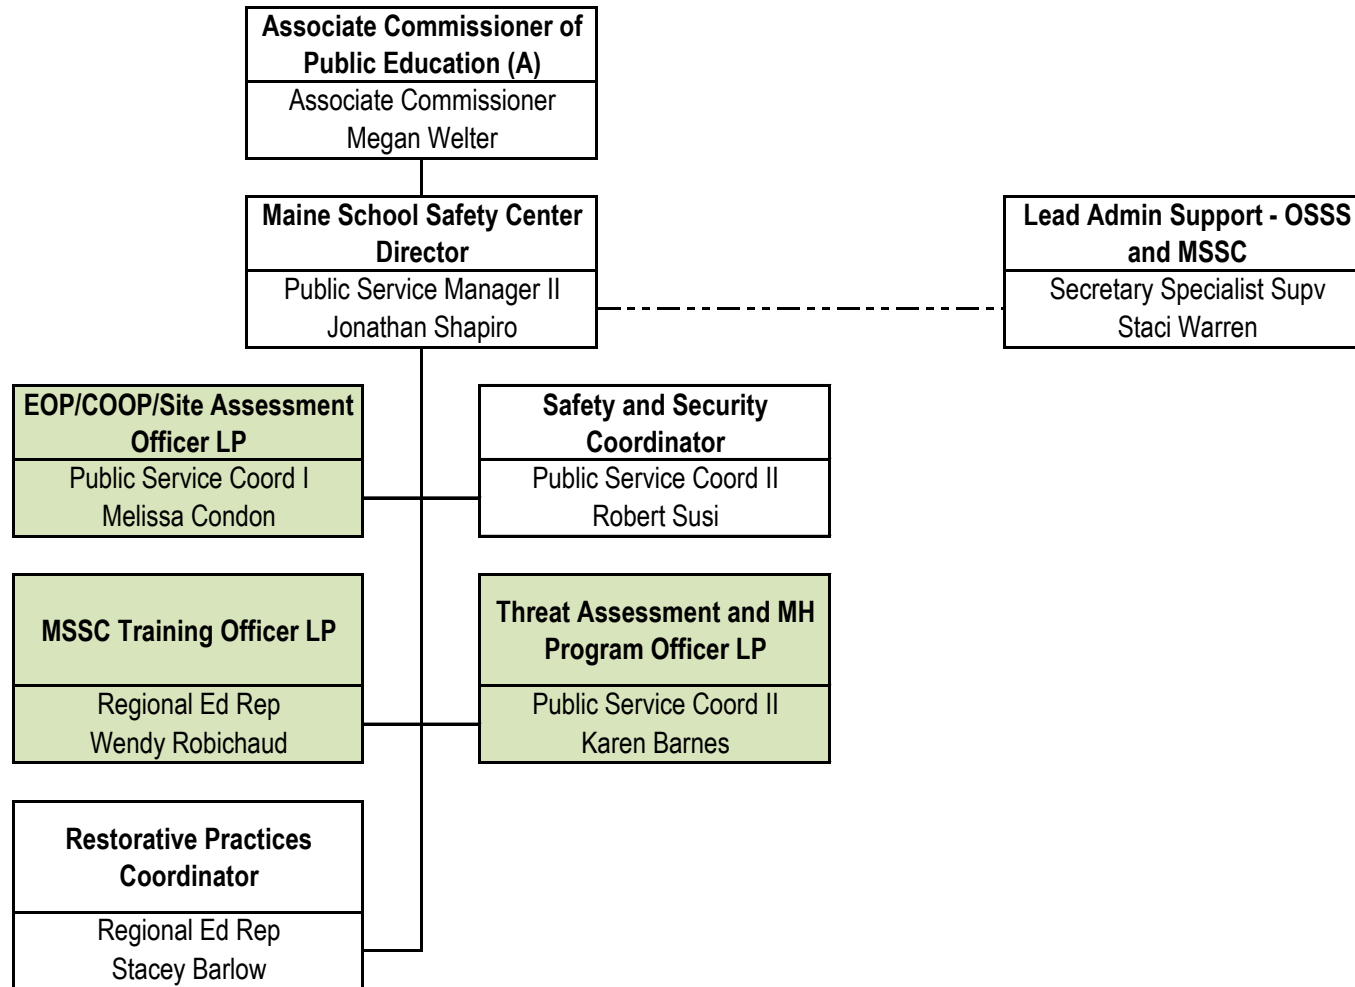 Associate Commissioner of
Public Education (A)
Associate Commissioner
Megan Welter
Maine School Safety Center
Director
Public Service Manager II
Jonathan Shapiro
Lead Admin Support - OSSS
and MSSC
Secretary Specialist Supv
Staci Warren
EOP/COOP/Site Assessment
Officer LP
Public Service Coord I
Melissa Condon
Safety and Security
Coordinator
Public Service Coord II
Robert Susi
MSSC Training Officer LP
Regional Ed Rep
Wendy Robichaud
Threat Assessment and MH
Program Officer LP
Public Service Coord II
Karen Barnes
Restorative Practices
Coordinator
Regional Ed Rep
Stacey Barlow